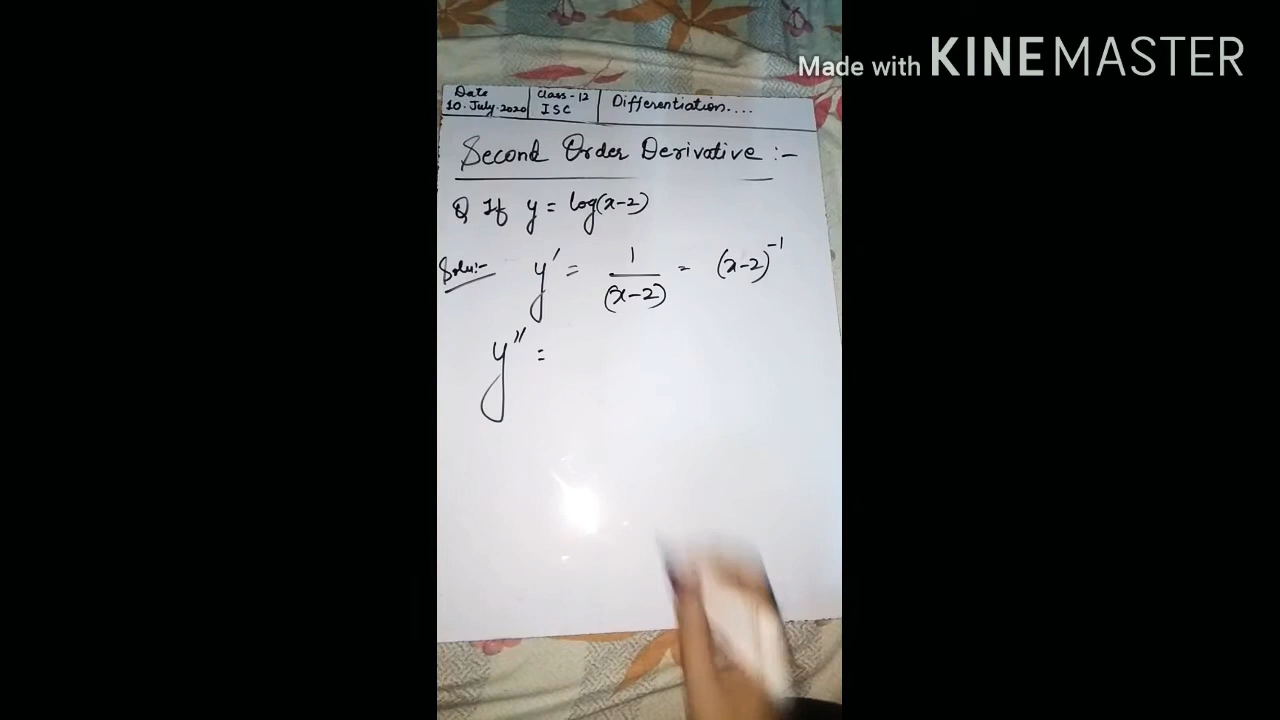 Made with KINEMASTER
Date
10.July.2020
Class-12
ISC
Differentiation....
Second Order Derivative :-
Q If y = log(x-2)
Solu:- y' = 1/(x-2) = (x-2)^-1
y'' =